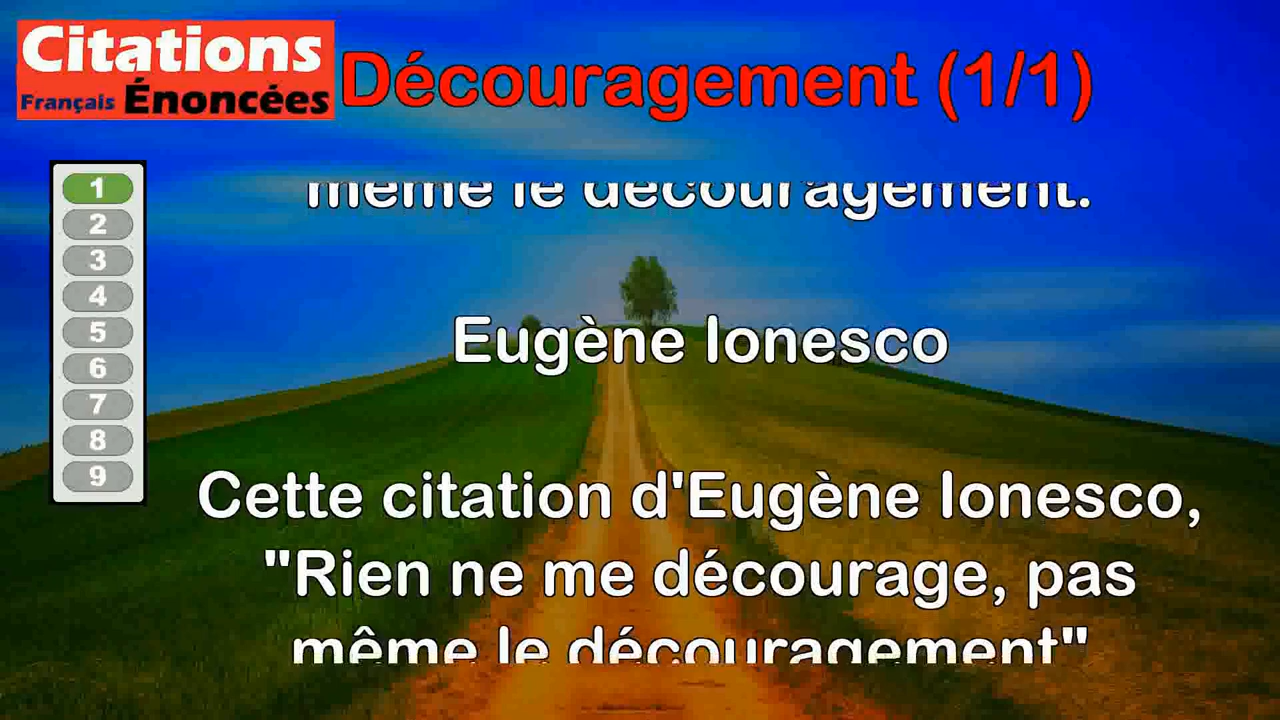 Citations
Français Énoncées
Découragement (1/1)
1
2
3
4
5
6
7
8
9
même le découragement.
Eugène Ionesco
Cette citation d'Eugène Ionesco,
"Rien ne me décourage, pas
même le découragement"